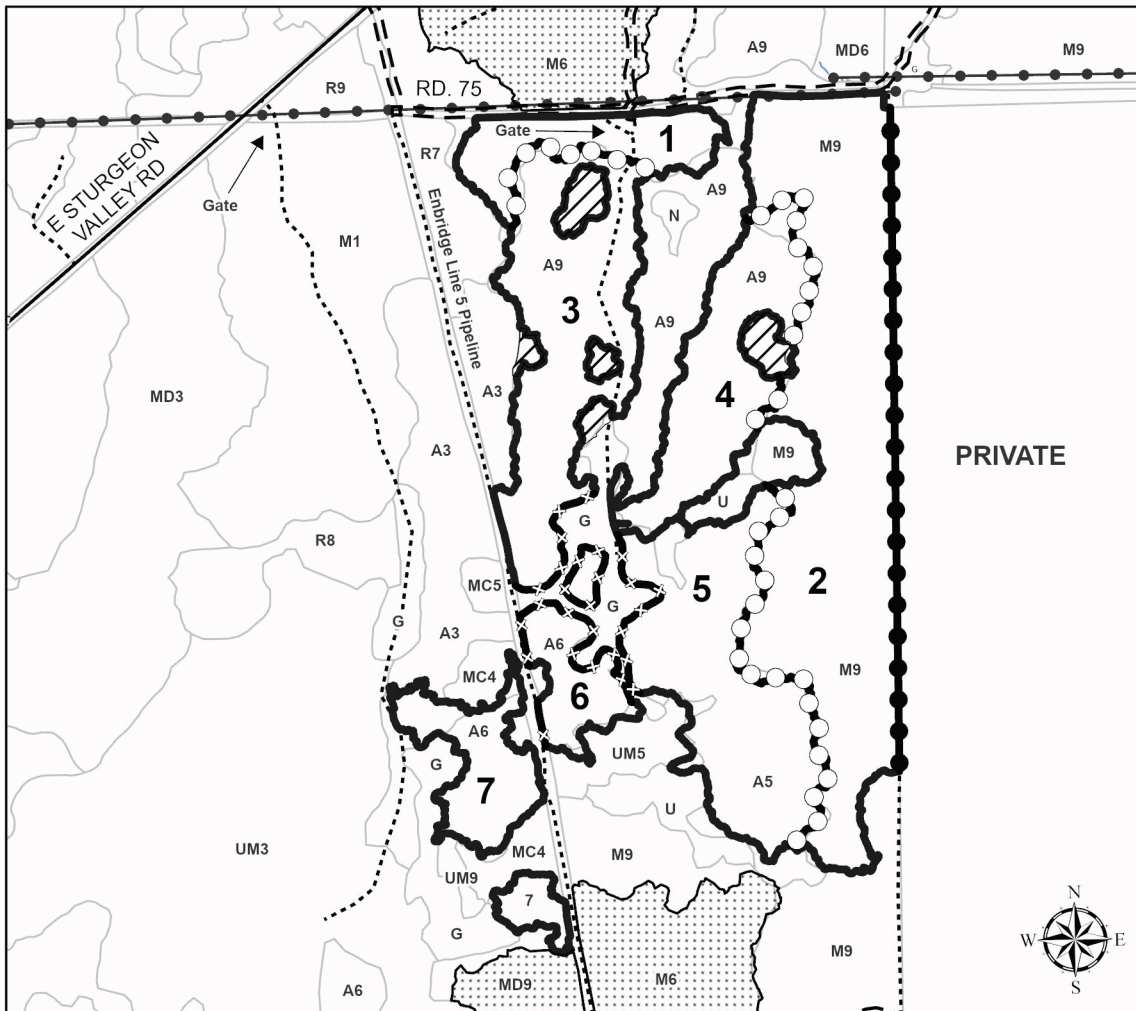 A9
MD6
M9
M6
G
R9
RD. 75
Gate
1
M9
R7
E STURGEON
VALLEY RD
Gate
A9
N
M1
Enbridge Line 5 Pipeline
A9
A9
3
A9
MD3
A3
4
A3
M9
PRIVATE
U
G
R8
MC5
5
2
G
G
A3
A6
M9
MC4
6
A6
UM5
G
7
A5
U
UM3
MC4
M9
UM9
7
G
N
W
E
S
M9
A6
MD9
M6